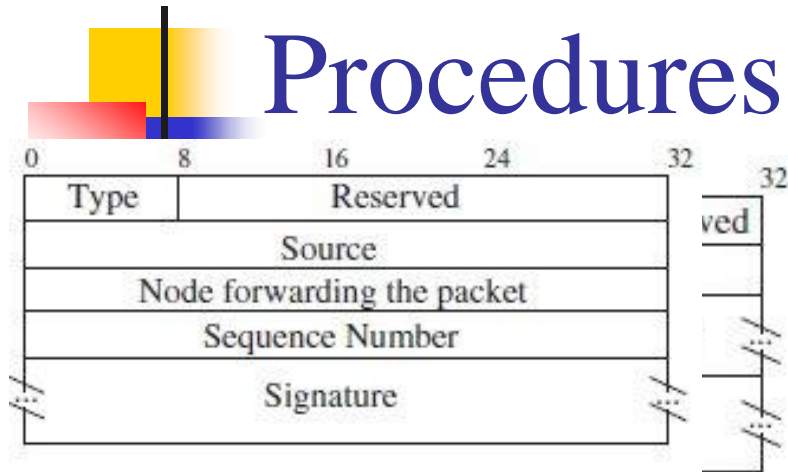 Procedures
0 8 16 24 32
32
Type Reserved
ved
Source
Node forwarding the packet
Sequence Number
...
...
Signature
...
...